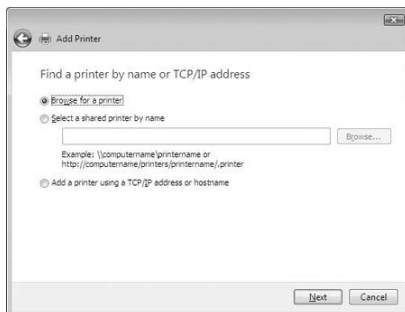 Add Printer
Find a printer by name or TCP/IP address
Browse for a printer
Select a shared printer by name
Browse...
Example: \\computername\printername or
http://computername/printers/printername/.printer
Add a printer using a TCP/IP address or hostname
Next
Cancel